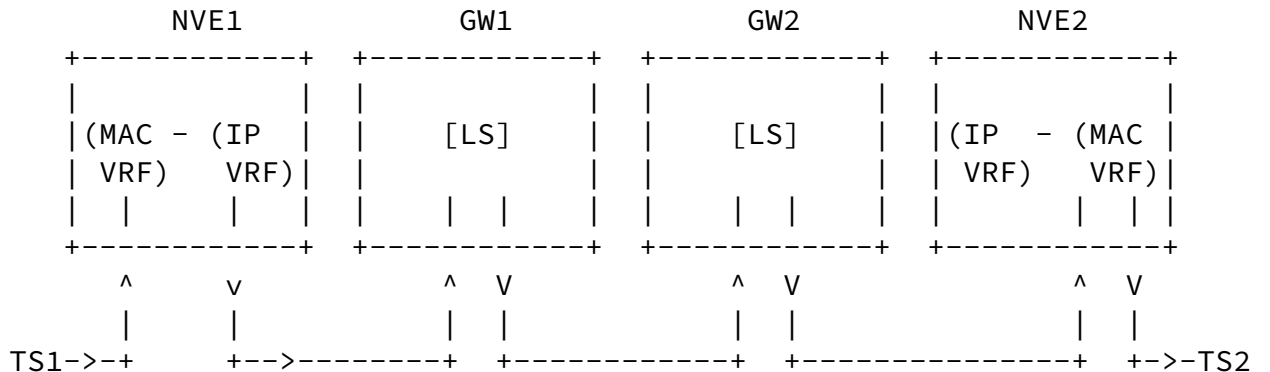 NVE1 GW1 GW2 NVE2
(MAC - (IP [LS] [LS] (IP - (MAC
VRF) VRF) VRF) VRF)
^ v ^ V ^ V ^ V
TS1->-+ +-->--------+ +------------+ +---------------+ +->-TS2